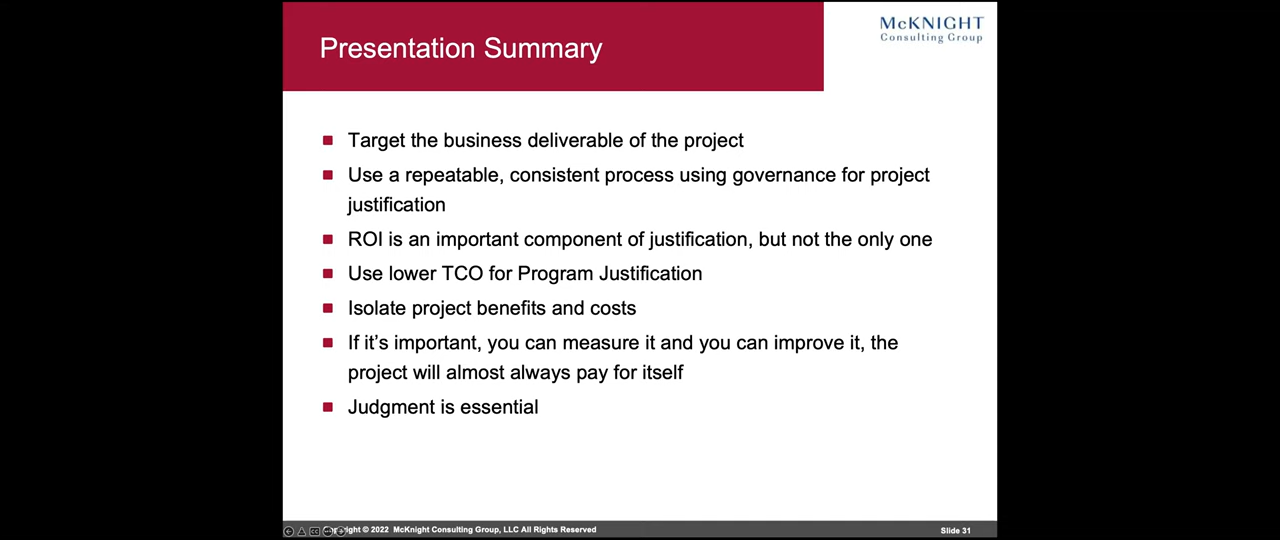 Presentation Summary
McKNIGHT
Consulting Group
Target the business deliverable of the project
Use a repeatable, consistent process using governance for project
justification
ROI is an important component of justification, but not the only one
Use lower TCO for Program Justification
Isolate project benefits and costs
If it’s important, you can measure it and you can improve it, the
project will almost always pay for itself
Judgment is essential
Copyright © 2022 McKnight Consulting Group, LLC All Rights Reserved
Slide 31